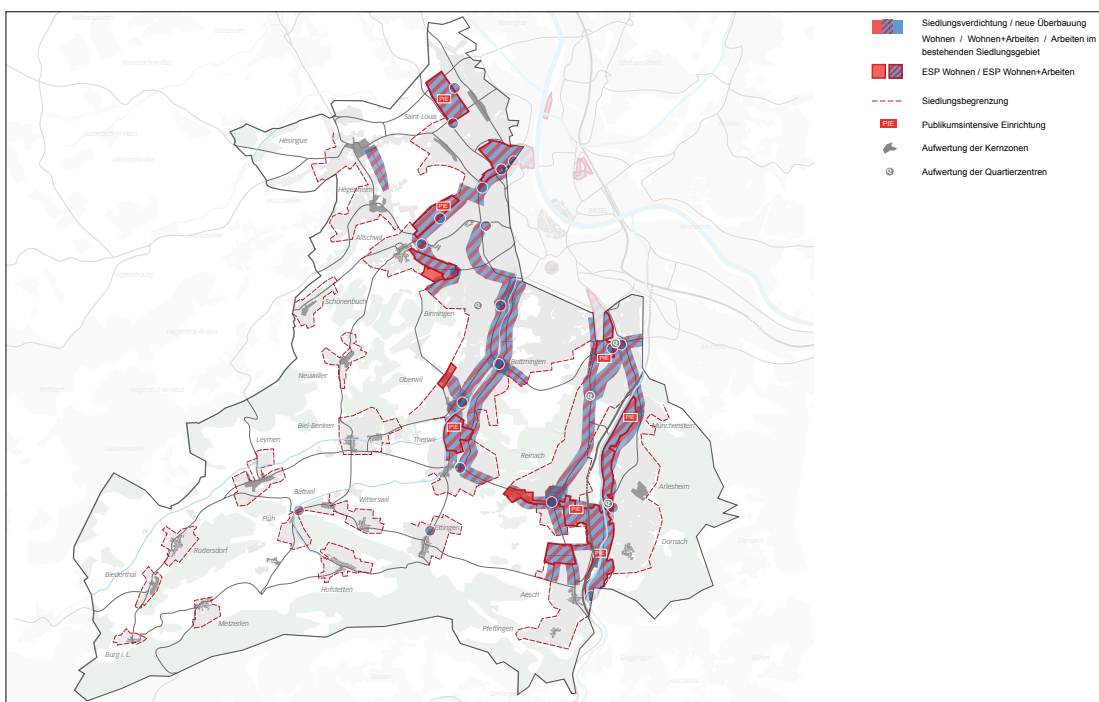 Siedlungsverdichtung / neue Überbauung
Wohnen / Wohnen+Arbeiten / Arbeiten im
bestehenden Siedlungsgebiet
ESP Wohnen / ESP Wohnen+Arbeiten
Siedlungsbegrenzung
PIE
Publikumsintensive Einrichtung
Aufwertung der Kernzonen
Q
Aufwertung der Quartierzentren
PIE
Saint-Louis
Hésingue
Hégenheim
PIE
Allschwil
BASEL
Schönenbuch
Q
Binningen
Neuwiller
Bottmingen
Oberwil
Q
PIE
Q
PIE
Münchenstein
Biel-Benken
PIE
Therwil
Leymen
Reinach
Bättwil
Witterswil
Arlesheim
Flüh
Ettingen
PIE
Q
Rodersdorf
Dornach
PIE
Biederthal
Hofstetten
Aesch
Metzerlen
Pfeffingen
Burg i. L.